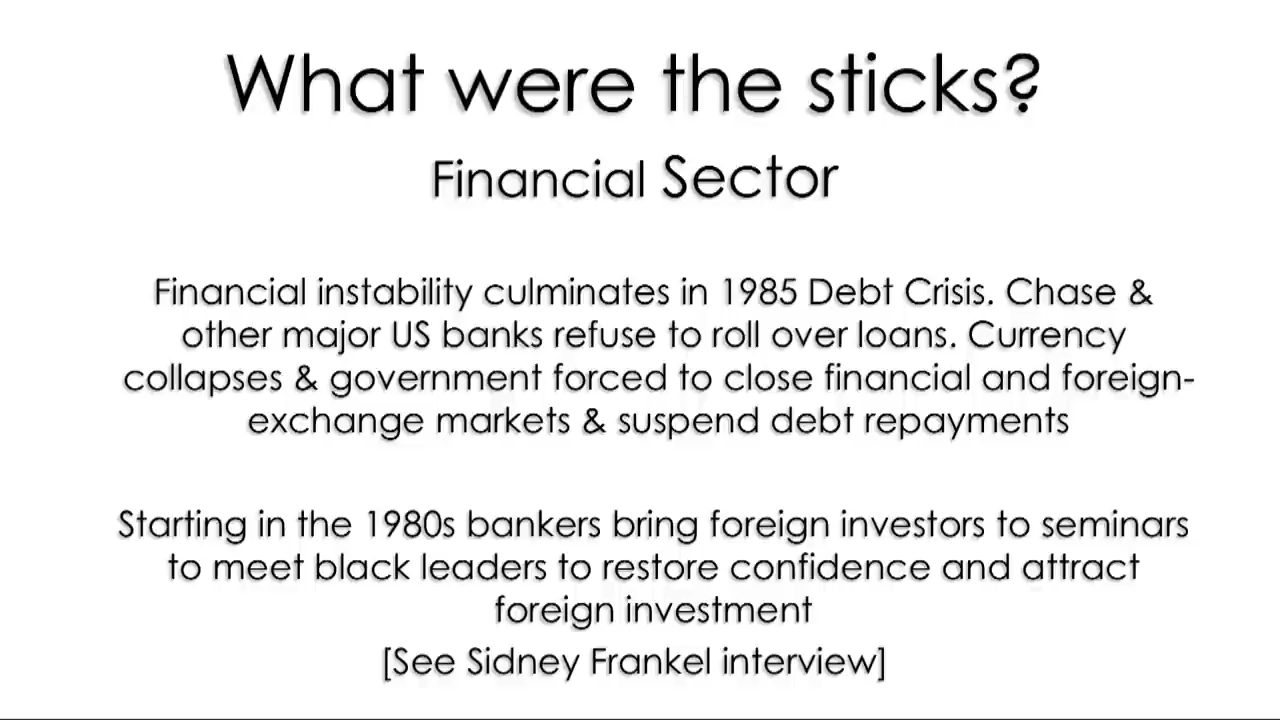 What were the sticks?
Financial Sector
Financial instability culminates in 1985 Debt Crisis. Chase &
other major US banks refuse to roll over loans. Currency
collapses & government forced to close financial and foreign-
exchange markets & suspend debt repayments
Starting in the 1980s bankers bring foreign investors to seminars
to meet black leaders to restore confidence and attract
foreign investment
[See Sidney Frankel interview]